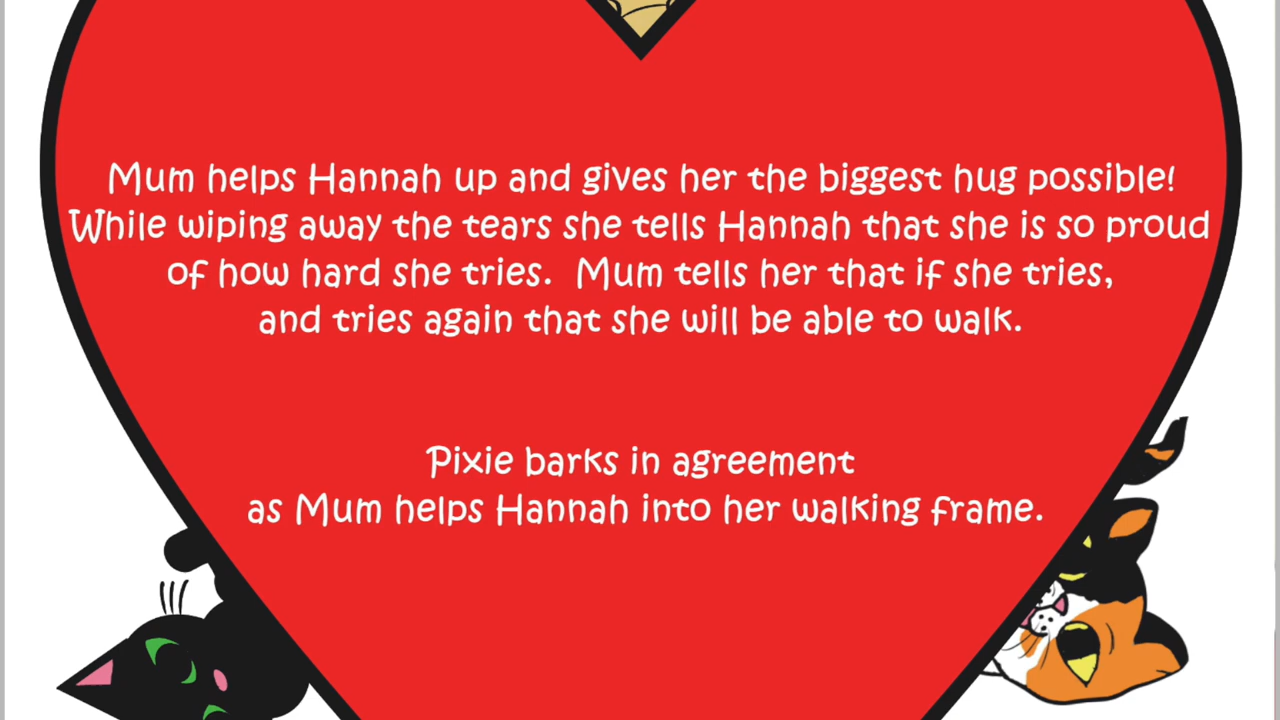 Mum helps Hannah up and gives her the biggest hug possible!
While wiping away the tears she tells Hannah that she is so proud
of how hard she tries.  Mum tells her that if she tries,
and tries again that she will be able to walk.
Pixie barks in agreement
as Mum helps Hannah into her walking frame.